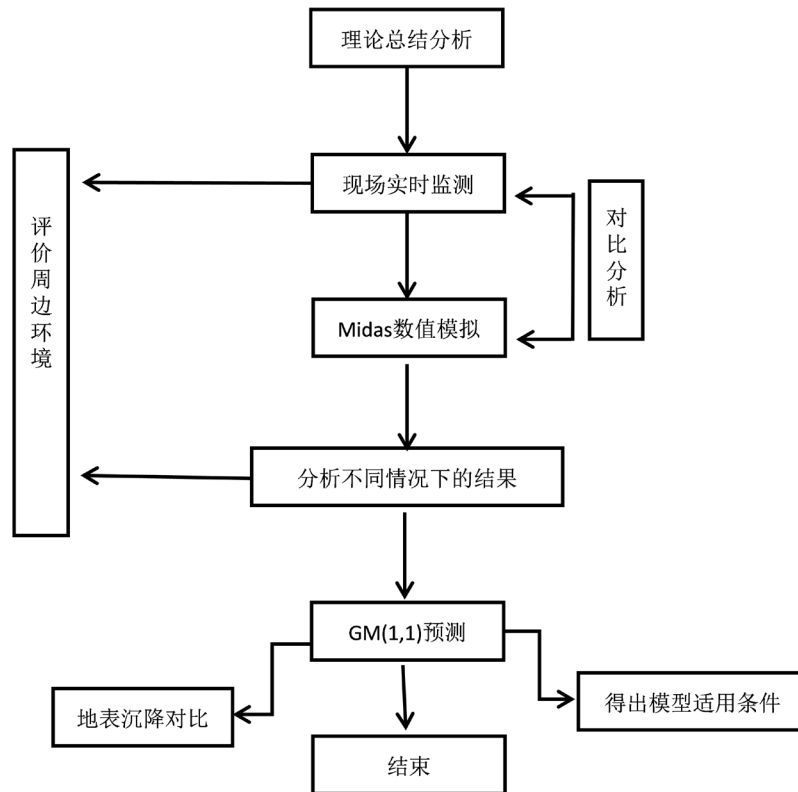 理论总结分析
现场实时监测
评价周边环境
对比分析
Midas数值模拟
分析不同情况下的结果
GM(1,1)预测
地表沉降对比
得出模型适用条件
结束